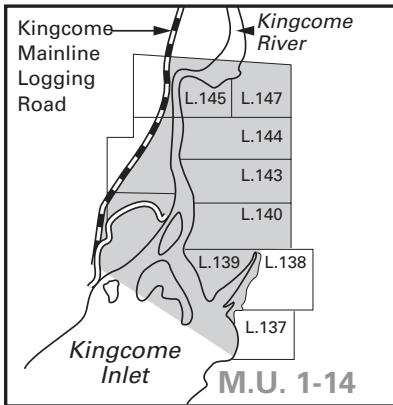 Kingcome
Mainline
Logging
Road
Kingcome
River
L.145
L.147
L.144
L.143
L.140
L.139
L.138
L.137
Kingcome
Inlet
M.U. 1-14